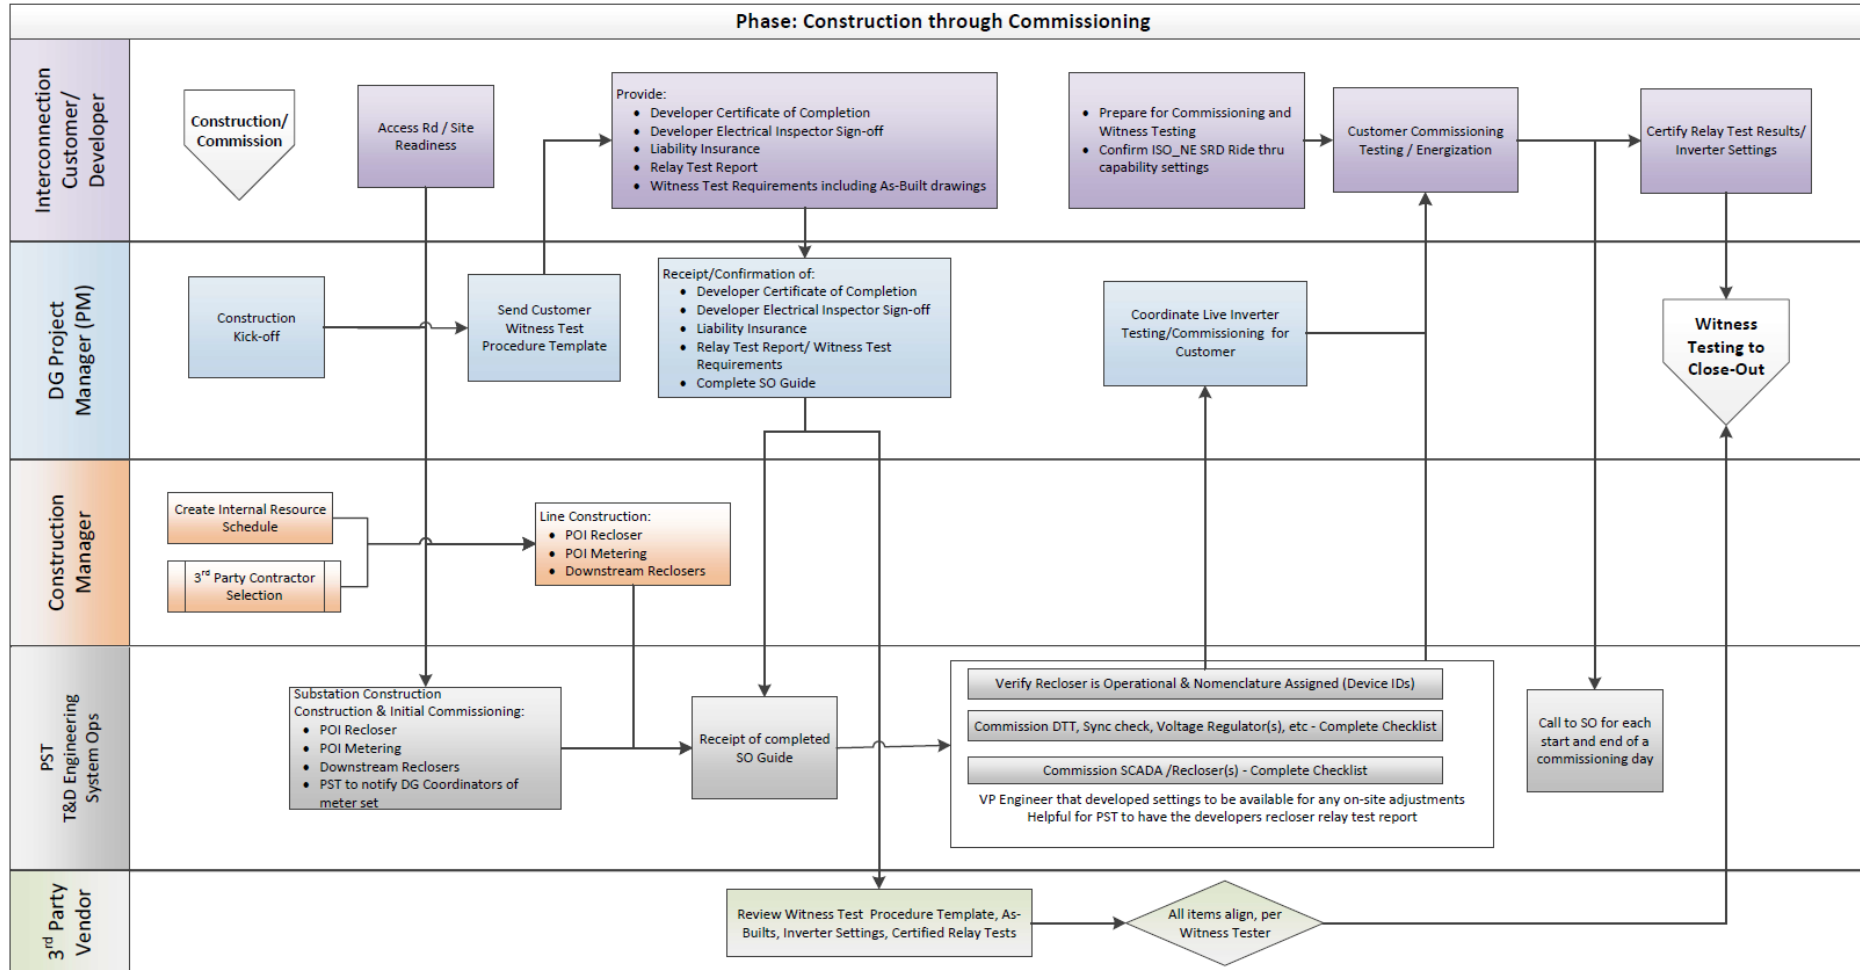 Phase: Construction through Commissioning
Interconnection
Customer/
Developer
Construction/
Commission
Access Rd / Site
Readiness
Provide:
• Developer Certificate of Completion
• Developer Electrical Inspector Sign-off
• Liability Insurance
• Relay Test Report
• Witness Test Requirements including As-Built drawings
• Prepare for Commissioning and
Witness Testing
• Confirm ISO_NE SRD Ride thru
capability settings
Customer Commissioning
Testing / Energization
Certify Relay Test Results/
Inverter Settings
DG Project
Manager (PM)
Construction
Kick-off
Send Customer
Witness Test
Procedure Template
Receipt/Confirmation of:
• Developer Certificate of Completion
• Developer Electrical Inspector Sign-off
• Liability Insurance
• Relay Test Report/ Witness Test
Requirements
• Complete SO Guide
Coordinate Live Inverter
Testing/Commissioning for
Customer
Witness
Testing to
Close-Out
Construction
Manager
Create Internal Resource
Schedule
3rd Party Contractor
Selection
Line Construction:
• POI Recloser
• POI Metering
• Downstream Reclosers
PST
T&D Engineering
System Ops
Substation Construction
Construction & Initial Commissioning:
• POI Recloser
• POI Metering
• Downstream Reclosers
• PST to notify DG Coordinators of
meter set
Receipt of completed
SO Guide
Verify Recloser is Operational & Nomenclature Assigned (Device IDs)
Commission DTT, Sync check, Voltage Regulator(s), etc - Complete Checklist
Commission SCADA /Recloser(s) - Complete Checklist
VP Engineer that developed settings to be available for any on-site adjustments
Helpful for PST to have the developers recloser relay test report
Call to SO for each
start and end of a
commissioning day
3rd Party
Vendor
Review Witness Test Procedure Template, As-
Builts, Inverter Settings, Certified Relay Tests
All items align, per
Witness Tester